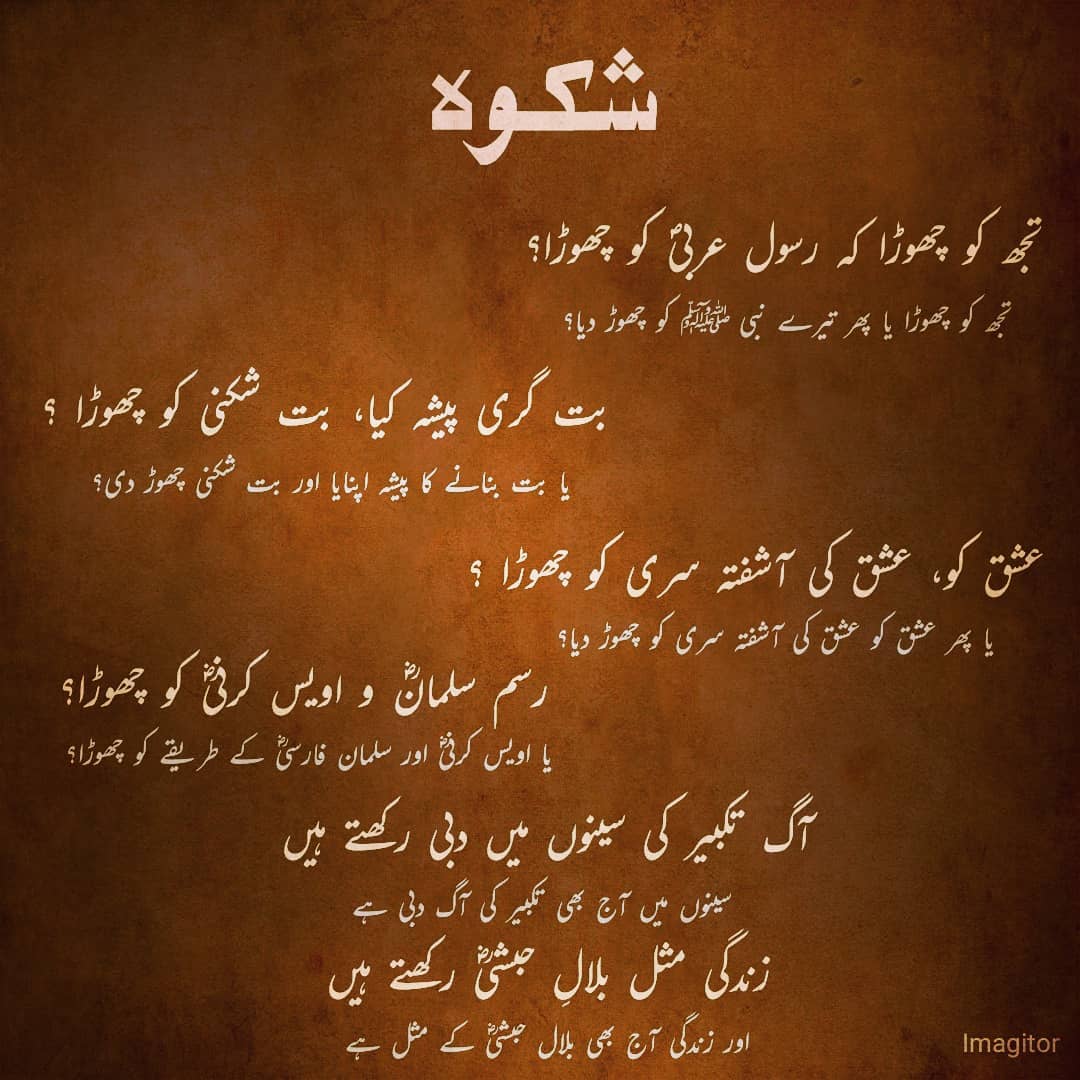 شکوہ
تجھ کو چھوڑا کہ رسول عربیؐ کو چھوڑا؟
تجھ کو چھوڑا یا پھر تیرے نبی ﷺ کو چھوڑ دیا؟
بت گری پیشہ کیا، بت شکنی کو چھوڑا ؟
یا بت بنانے کا پیشہ اپنایا اور بت شکنی چھوڑ دی؟
عشق کو، عشق کی آشفتہ سری کو چھوڑا ؟
یا پھر عشق کو عشق کی آشفتہ سری کو چھوڑ دیا؟
رسم سلمانؓ و اویس کرنیؓ کو چھوڑا؟
یا اویس کرنیؓ اور سلمان فارسیؓ کے طریقے کو چھوڑا؟
آگ تکبیر کی سینوں میں دبی رکھتے ہیں
سینوں میں آج بھی تکبیر کی آگ دبی ہے
زندگی مثل بلالِ حبشیؓ رکھتے ہیں
اور زندگی آج بھی بلال حبشیؓ کے مثل ہے
Imagitor